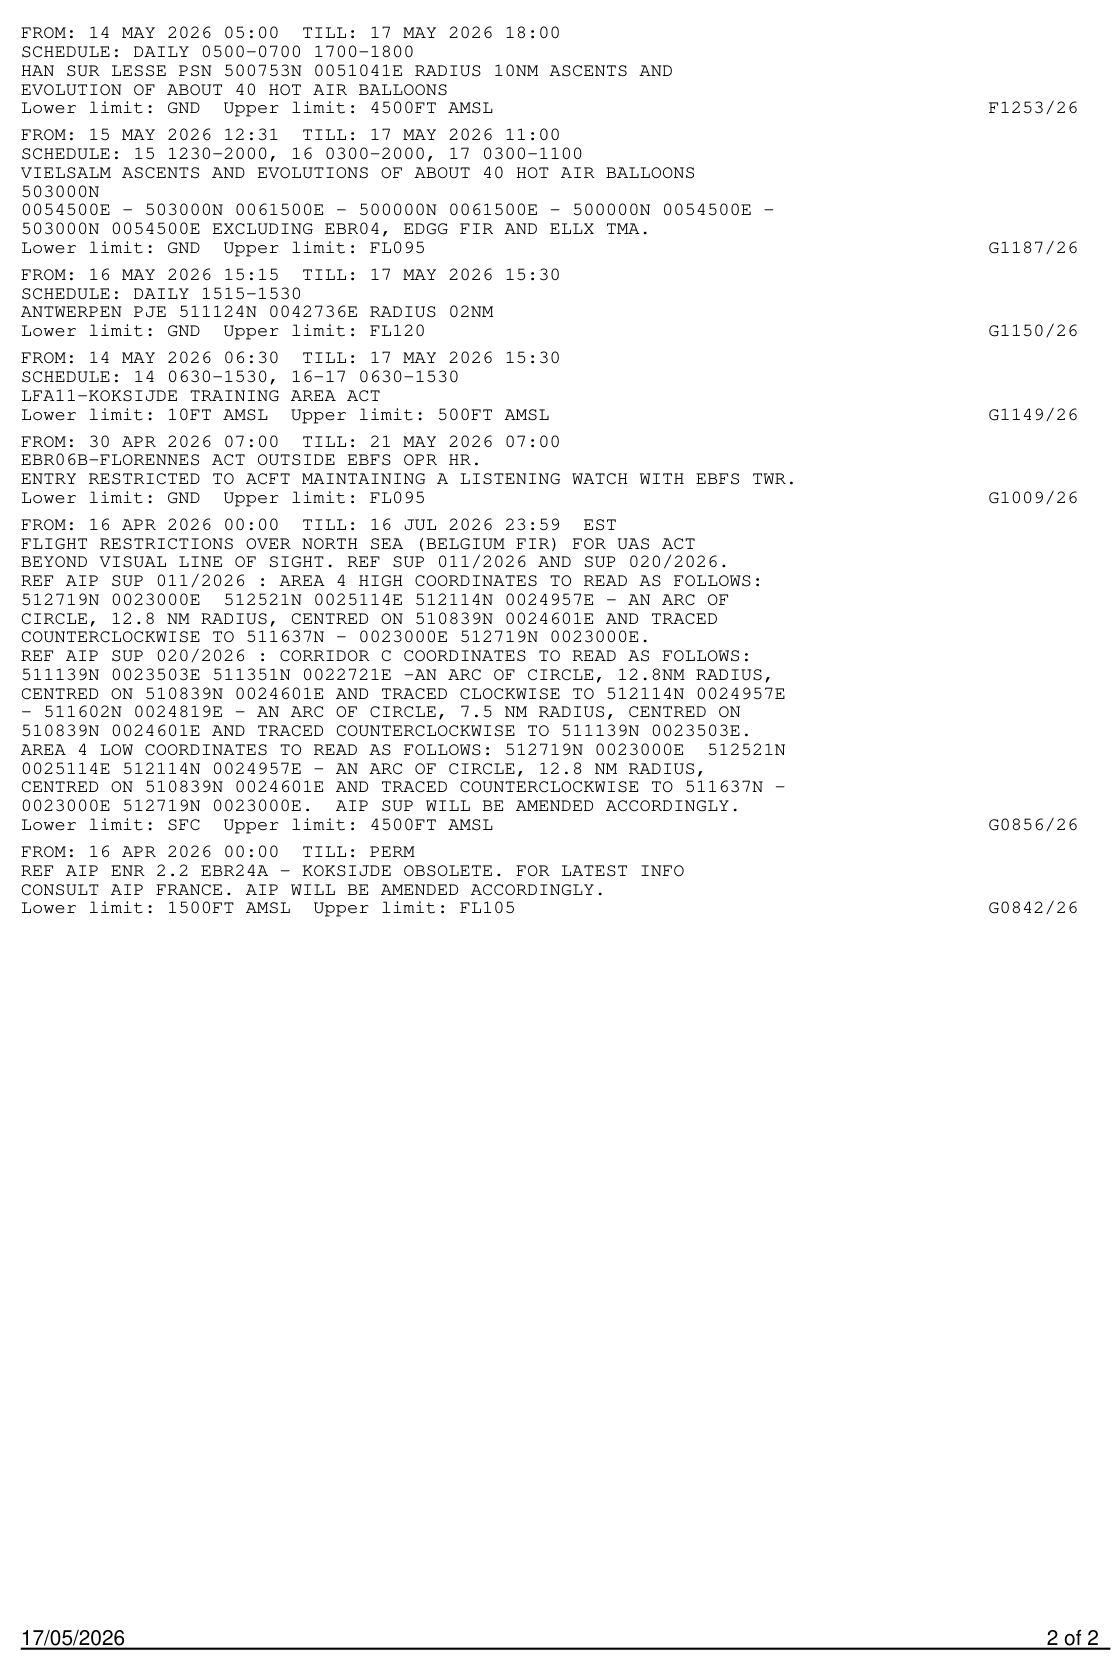 FROM: 14 MAY 2026 05:00  TILL: 17 MAY 2026 18:00
SCHEDULE: DAILY 0500-0700 1700-1800
HAN SUR LESSE PSN 500753N 0051041E RADIUS 10NM ASCENTS AND
EVOLUTION OF ABOUT 40 HOT AIR BALLOONS
Lower limit: GND  Upper limit: 4500FT AMSL F1253/26
FROM: 15 MAY 2026 12:31  TILL: 17 MAY 2026 11:00
SCHEDULE: 15 1230-2000, 16 0300-2000, 17 0300-1100
VIELSALM ASCENTS AND EVOLUTIONS OF ABOUT 40 HOT AIR BALLOONS
503000N
0054500E - 503000N 0061500E - 500000N 0061500E - 500000N 0054500E -
503000N 0054500E EXCLUDING EBR04, EDGG FIR AND ELLX TMA.
Lower limit: GND  Upper limit: FL095 G1187/26
FROM: 16 MAY 2026 15:15  TILL: 17 MAY 2026 15:30
SCHEDULE: DAILY 1515-1530
ANTWERPEN PJE 511124N 0042736E RADIUS 02NM
Lower limit: GND  Upper limit: FL120 G1150/26
FROM: 14 MAY 2026 06:30  TILL: 17 MAY 2026 15:30
SCHEDULE: 14 0630-1530, 16-17 0630-1530
LFA11-KOKSIJDE TRAINING AREA ACT
Lower limit: 10FT AMSL  Upper limit: 500FT AMSL G1149/26
FROM: 30 APR 2026 07:00  TILL: 21 MAY 2026 07:00
EBR06B-FLORENNES ACT OUTSIDE EBFS OPR HR.
ENTRY RESTRICTED TO ACFT MAINTAINING A LISTENING WATCH WITH EBFS TWR.
Lower limit: GND  Upper limit: FL095 G1009/26
FROM: 16 APR 2026 00:00  TILL: 16 JUL 2026 23:59  EST
FLIGHT RESTRICTIONS OVER NORTH SEA (BELGIUM FIR) FOR UAS ACT
BEYOND VISUAL LINE OF SIGHT. REF SUP 011/2026 AND SUP 020/2026.
REF AIP SUP 011/2026 : AREA 4 HIGH COORDINATES TO READ AS FOLLOWS:
512719N 0023000E  512521N 0025114E 512114N 0024957E - AN ARC OF
CIRCLE, 12.8 NM RADIUS, CENTRED ON 510839N 0024601E AND TRACED
COUNTERCLOCKWISE TO 511637N - 0023000E 512719N 0023000E.
REF AIP SUP 020/2026 : CORRIDOR C COORDINATES TO READ AS FOLLOWS:
511139N 0023503E 511351N 0022721E -AN ARC OF CIRCLE, 12.8NM RADIUS,
CENTRED ON 510839N 0024601E AND TRACED CLOCKWISE TO 512114N 0024957E
- 511602N 0024819E - AN ARC OF CIRCLE, 7.5 NM RADIUS, CENTRED ON
510839N 0024601E AND TRACED COUNTERCLOCKWISE TO 511139N 0023503E.
AREA 4 LOW COORDINATES TO READ AS FOLLOWS: 512719N 0023000E  512521N
0025114E 512114N 0024957E - AN ARC OF CIRCLE, 12.8 NM RADIUS,
CENTRED ON 510839N 0024601E AND TRACED COUNTERCLOCKWISE TO 511637N -
0023000E 512719N 0023000E.  AIP SUP WILL BE AMENDED ACCORDINGLY.
Lower limit: SFC  Upper limit: 4500FT AMSL G0856/26
FROM: 16 APR 2026 00:00  TILL: PERM
REF AIP ENR 2.2 EBR24A - KOKSIJDE OBSOLETE. FOR LATEST INFO
CONSULT AIP FRANCE. AIP WILL BE AMENDED ACCORDINGLY.
Lower limit: 1500FT AMSL  Upper limit: FL105 G0842/26
17/05/2026 2 of 2